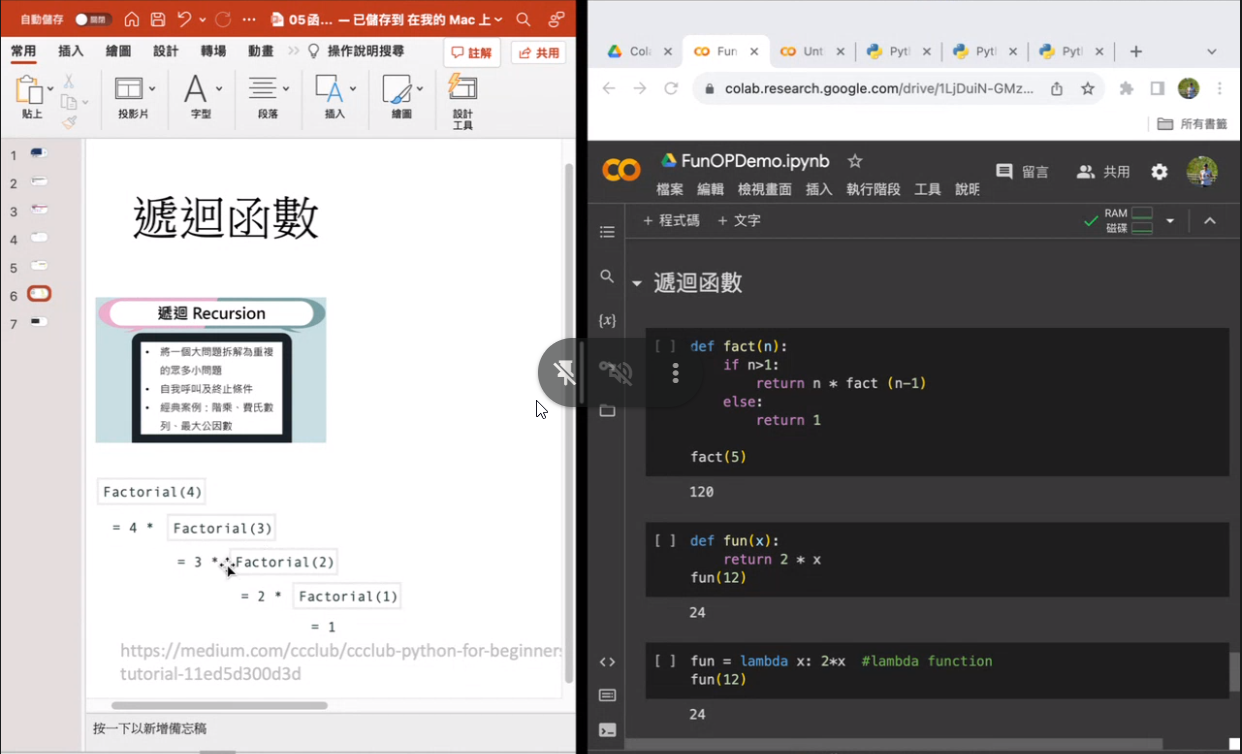 自動儲存
關閉
05函... — 已儲存到 在我的 Mac 上
常用 插入 繪圖 設計 轉場 動畫 操作說明搜尋
註解
共用
貼上
投影片
字型
段落
插入
繪圖
設計
工具
1
2
3
4
5
6
7
遞迴函數
遞迴 Recursion
• 將一個大問題拆解為重複
的眾多小問題
• 自我呼叫及終止條件
• 經典案例：階乘、費氏數
列、最大公因數
Factorial(4)
= 4 * Factorial(3)
= 3 * Factorial(2)
= 2 * Factorial(1)
= 1
https://medium.com/ccclub/ccclub-python-for-beginners
tutorial-11ed5d300d3d
按一下以新增備忘稿
Col
Fun
Unt
Pyt
Pyt
Pyt
colab.research.google.com/drive/1LjDuiN-GMz...
所有書籤
FunOPDemo.ipynb
檔案 編輯 檢視畫面 插入 執行階段 工具 說明
留言
共用
+ 程式碼 + 文字
RAM
磁碟
{x}
遞迴函數
[ ] def fact(n):
if n>1:
return n * fact (n-1)
else:
return 1
fact(5)
120
[ ] def fun(x):
return 2 * x
fun(12)
24
[ ] fun = lambda x: 2*x #lambda function
fun(12)
24